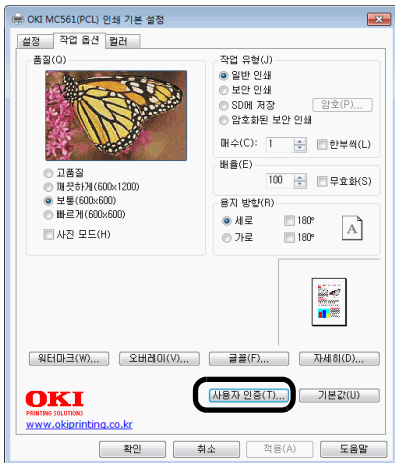 OKI MC561(PCL) 인쇄 기본 설정
설정 작업 옵션 컬러
품질(Q)
고품질
깨끗하게(600x1200)
보통(600x600)
빠르게(600x600)
사진 모드(H)
작업 유형(J)
일반 인쇄
보안 인쇄
SD에 저장 암호(P)...
암호화된 보안 인쇄
매수(C): 1 한부씩(L)
배율(E)
100 무효화(S)
용지 방향(R)
세로 180°
가로 180°
A
워터마크(W)... 오버레이(V)... 글꼴(F)... 자세히(D)...
사용자 인증(T)... 기본값(U)
OKI
PRINTING SOLUTIONS
www.okiprinting.co.kr
확인 취소 적용(A) 도움말